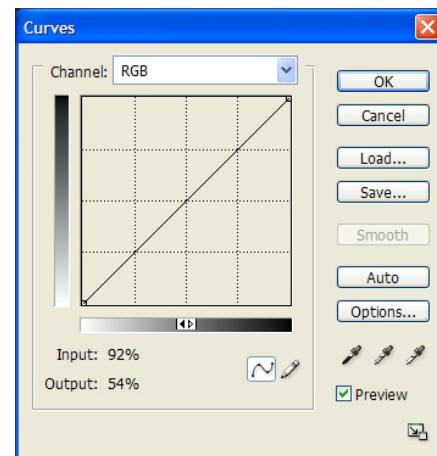 Curves
Channel: RGB
OK
Cancel
Load...
Save...
Smooth
Auto
Options...
Input: 92%
Output: 54%
Preview